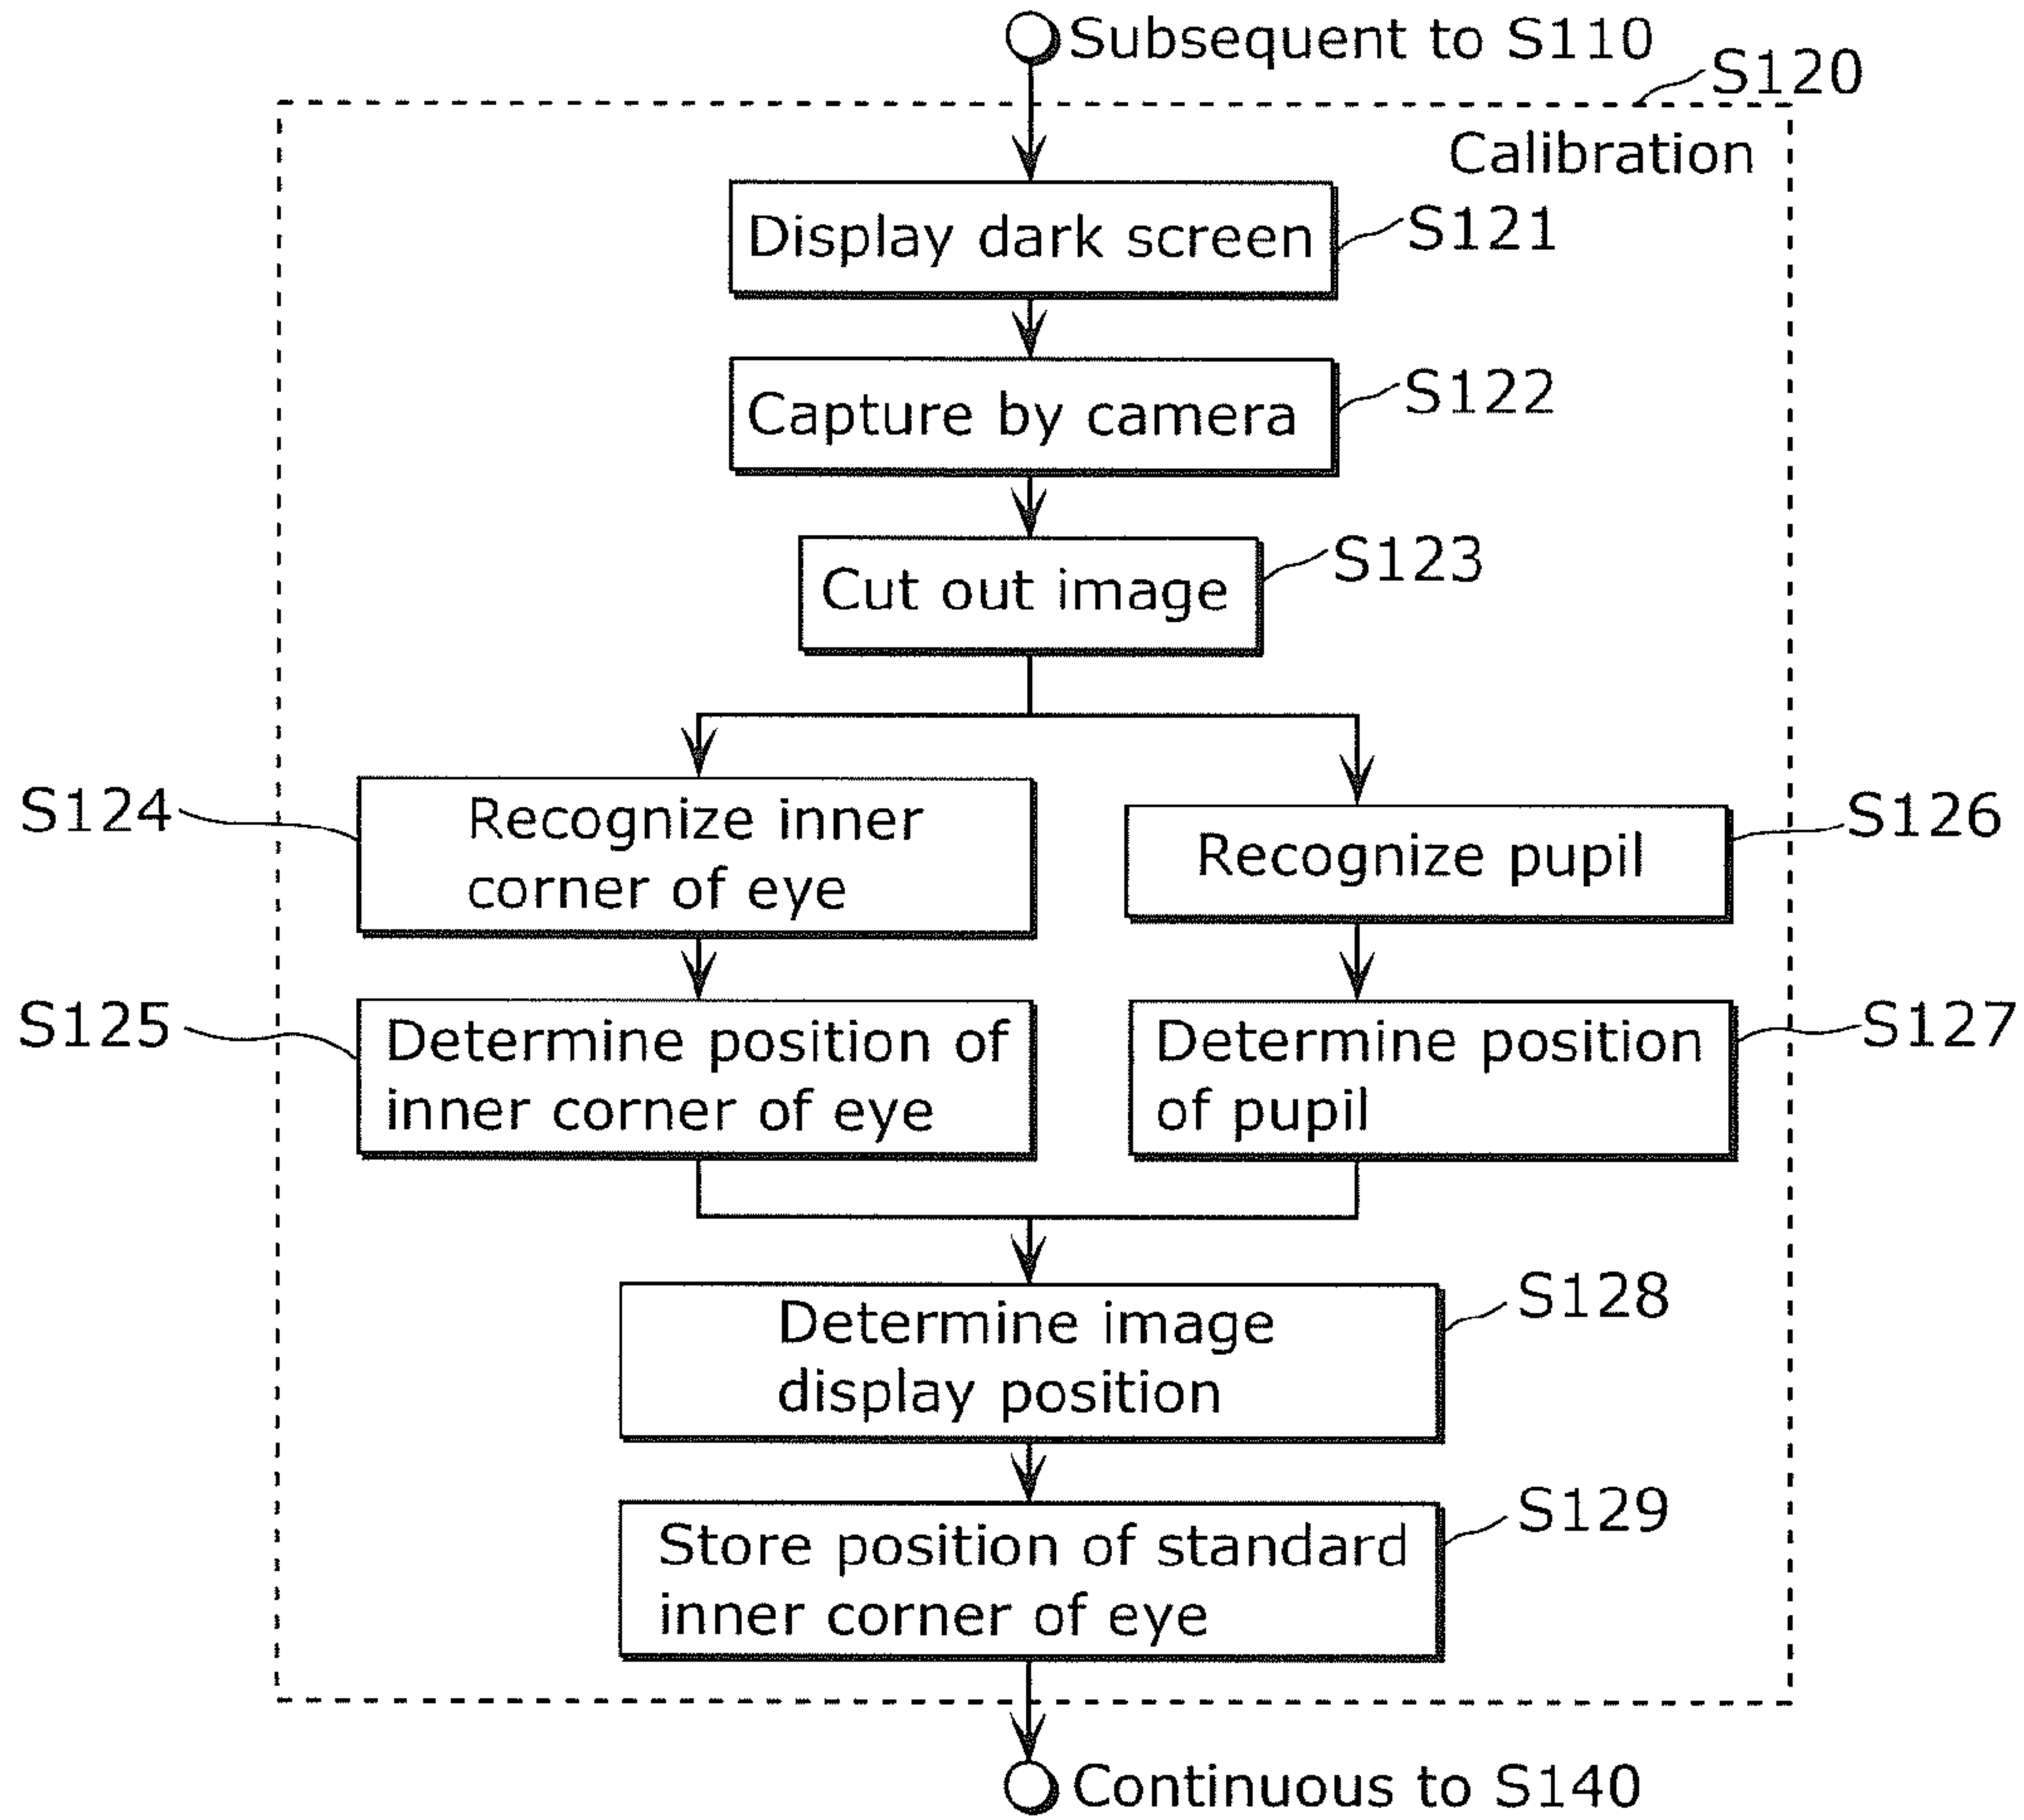 Subsequent to S110
S120
Calibration
Display dark screen
S121
Capture by camera
S122
Cut out image
S123
S124
Recognize inner
corner of eye
Recognize pupil
S126
S125
Determine position of
inner corner of eye
Determine position
of pupil
S127
Determine image
display position
S128
Store position of standard
inner corner of eye
S129
Continuous to S140